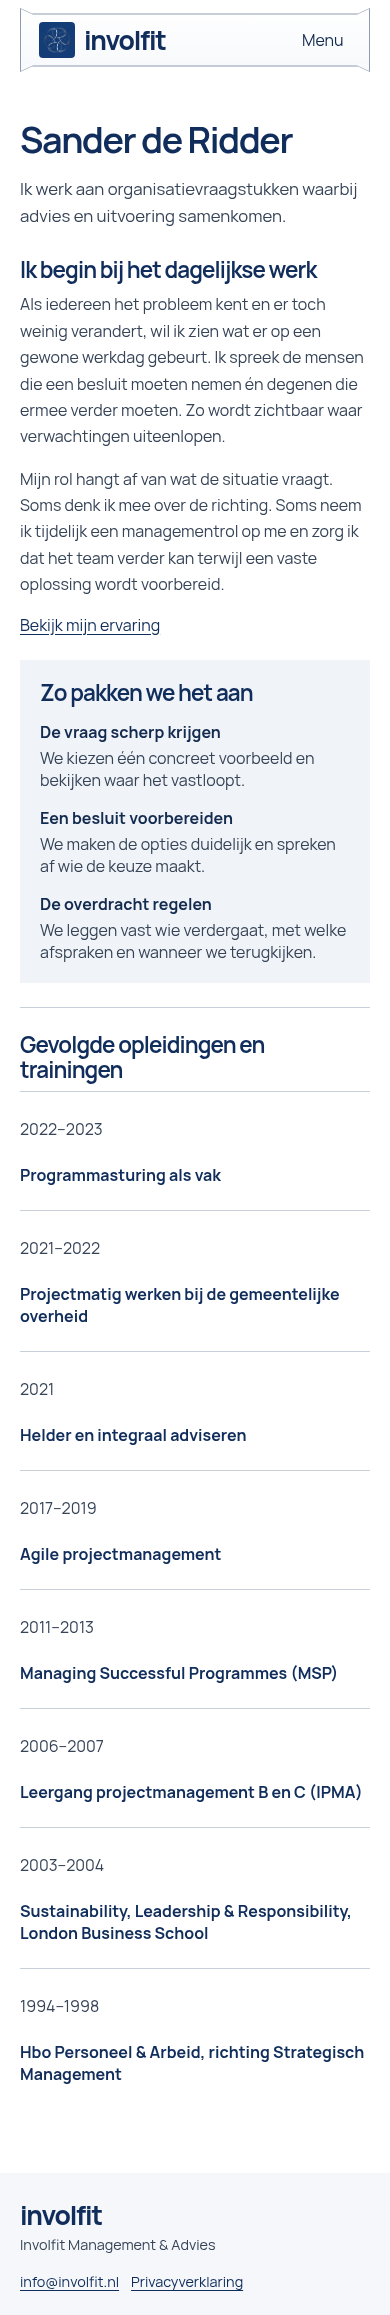 involfit
Menu
Sander de Ridder
Ik werk aan organisatievraagstukken waarbij
advies en uitvoering samenkomen.
Ik begin bij het dagelijkse werk
Als iedereen het probleem kent en er toch
weinig verandert, wil ik zien wat er op een
gewone werkdag gebeurt. Ik spreek de mensen
die een besluit moeten nemen én degenen die
ermee verder moeten. Zo wordt zichtbaar waar
verwachtingen uiteenlopen.
Mijn rol hangt af van wat de situatie vraagt.
Soms denk ik mee over de richting. Soms neem
ik tijdelijk een managementrol op me en zorg ik
dat het team verder kan terwijl een vaste
oplossing wordt voorbereid.
Bekijk mijn ervaring
Zo pakken we het aan
De vraag scherp krijgen
We kiezen één concreet voorbeeld en
bekijken waar het vastloopt.
Een besluit voorbereiden
We maken de opties duidelijk en spreken
af wie de keuze maakt.
De overdracht regelen
We leggen vast wie verdergaat, met welke
afspraken en wanneer we terugkijken.
Gevolgde opleidingen en
trainingen
2022–2023
Programmasturing als vak
2021–2022
Projectmatig werken bij de gemeentelijke
overheid
2021
Helder en integraal adviseren
2017–2019
Agile projectmanagement
2011–2013
Managing Successful Programmes (MSP)
2006–2007
Leergang projectmanagement B en C (IPMA)
2003–2004
Sustainability, Leadership & Responsibility,
London Business School
1994–1998
Hbo Personeel & Arbeid, richting Strategisch
Management
involfit
Involfit Management & Advies
info@involfit.nl Privacyverklaring